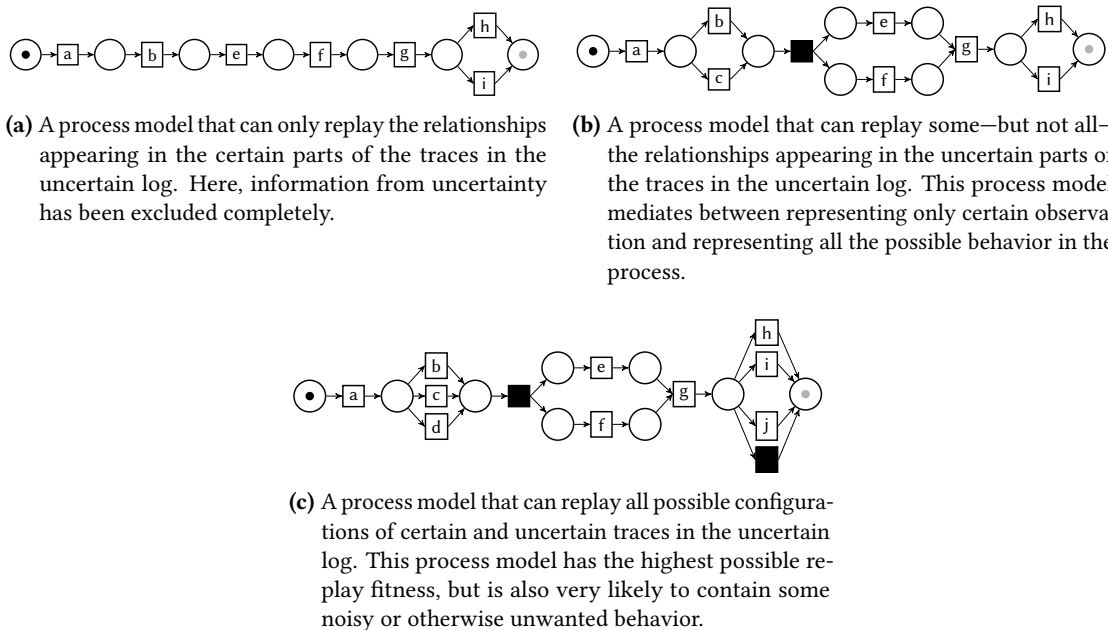 h
a b e f g
i
b e h
a g
c f i
(a) A process model that can only replay the relationships
appearing in the certain parts of the traces in the
uncertain log. Here, information from uncertainty
has been excluded completely.
(b) A process model that can replay some—but not all—
the relationships appearing in the uncertain parts of
the traces in the uncertain log. This process model
mediates between representing only certain observa-
tion and representing all the possible behavior in the
process.
h
b e i
a c g
d f j
(c) A process model that can replay all possible configura-
tions of certain and uncertain traces in the uncertain
log. This process model has the highest possible re-
play fitness, but is also very likely to contain some
noisy or otherwise unwanted behavior.